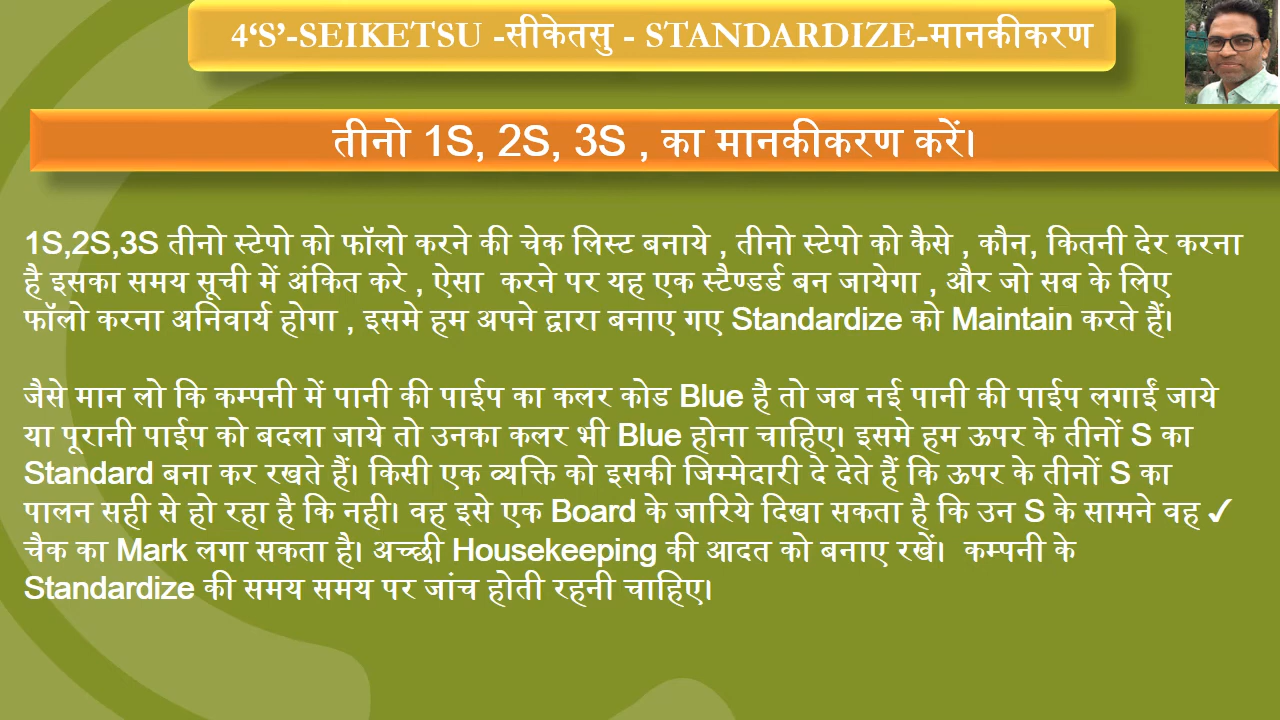 4‘S’-SEIKETSU -सीकेतसु - STANDARDIZE-मानकीकरण
तीनो 1S, 2S, 3S , का मानकीकरण करें।
1S,2S,3S तीनो स्टेपो को फॉलो करने की चेक लिस्ट बनाये , तीनो स्टेपो को कैसे , कौन, कितनी देर करना
है इसका समय सूची में अंकित करे , ऐसा करने पर यह एक स्टैण्डर्ड बन जायेगा , और जो सब के लिए
फॉलो करना अनिवार्य होगा , इसमे हम अपने द्वारा बनाए गए Standardize को Maintain करते हैं।
जैसे मान लो कि कम्पनी में पानी की पाईप का कलर कोड Blue है तो जब नई पानी की पाईप लगाईं जाये
या पूरानी पाईप को बदला जाये तो उनका कलर भी Blue होना चाहिए। इसमे हम ऊपर के तीनों S का
Standard बना कर रखते हैं। किसी एक व्यक्ति को इसकी जिम्मेदारी दे देते हैं कि ऊपर के तीनों S का
पालन सही से हो रहा है कि नही। वह इसे एक Board के जारिये दिखा सकता है कि उन S के सामने वह ✓
चैक का Mark लगा सकता है। अच्छी Housekeeping की आदत को बनाए रखें। कम्पनी के
Standardize की समय समय पर जांच होती रहनी चाहिए।